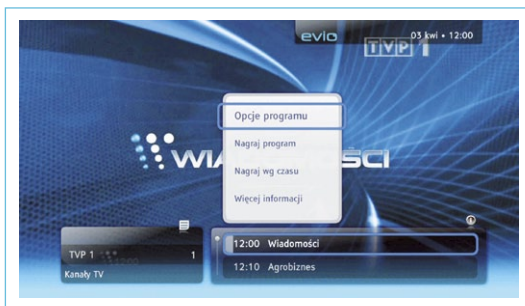 evio
03 kwi • 12:00
TVP 1
Opcje programu
Nagraj program
Nagraj wg czasu
Więcej informacji
WIADOMOŚCI
TVP 1 1
Kanały TV
12:00 Wiadomości
12:10 Agrobiznes